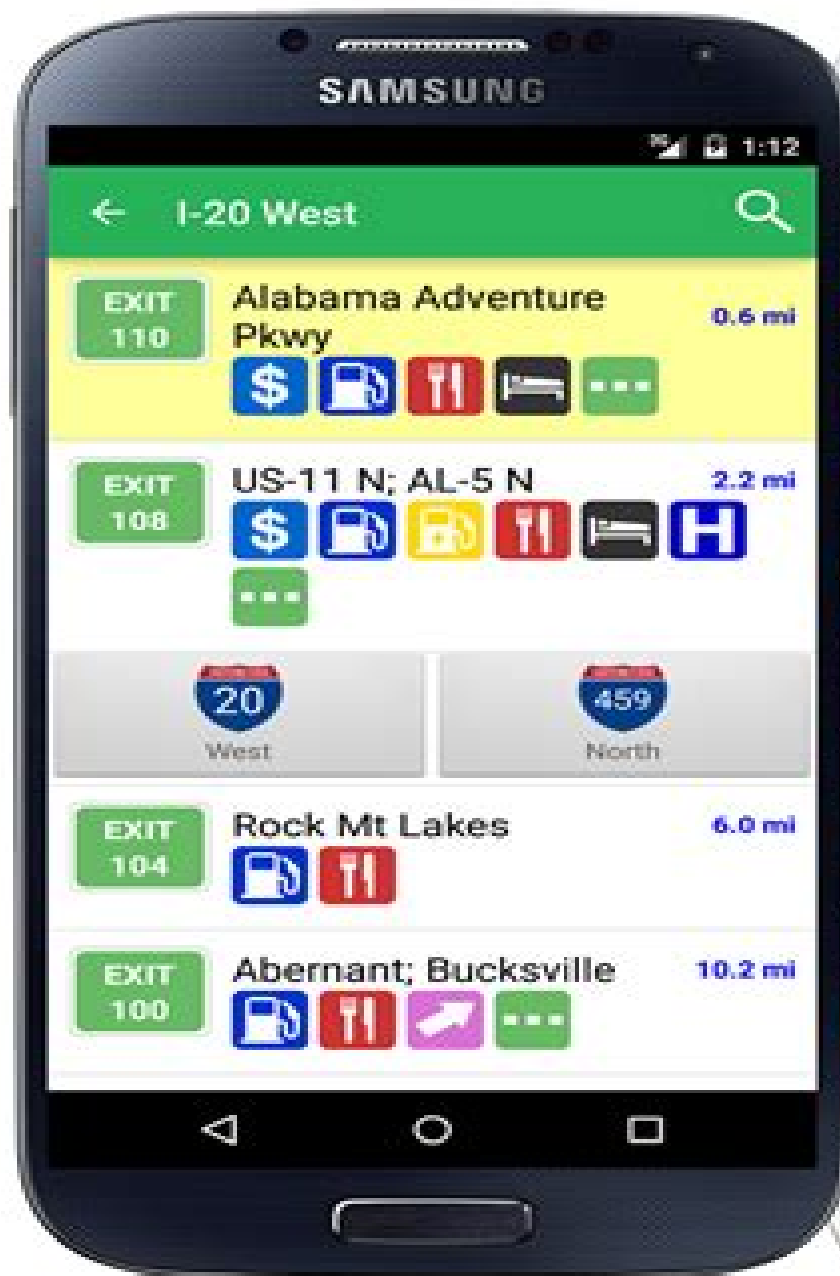 SAMSUNG
3G 1:12
I-20 West
EXIT 110
Alabama Adventure Pkwy
0.6 mi
$
EXIT 108
US-11 N; AL-5 N
2.2 mi
$ H
20
West
459
North
EXIT 104
Rock Mt Lakes
6.0 mi
EXIT 100
Abernant; Bucksville
10.2 mi